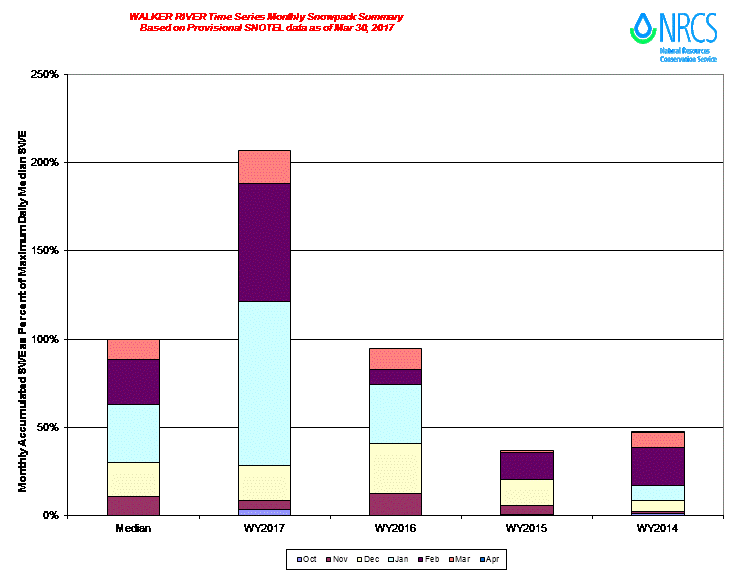 WALKER RIVER Time Series Monthly Snowpack Summary
Based on Provisional SNOTEL data as of Mar 30, 2017
NRCS
Natural Resources
Conservation Service
Monthly Accumulated SWE as Percent of Maximum Daily Median SWE
250%
200%
150%
100%
50%
0%
Median WY2017 WY2016 WY2015 WY2014
Oct Nov Dec Jan Feb Mar Apr